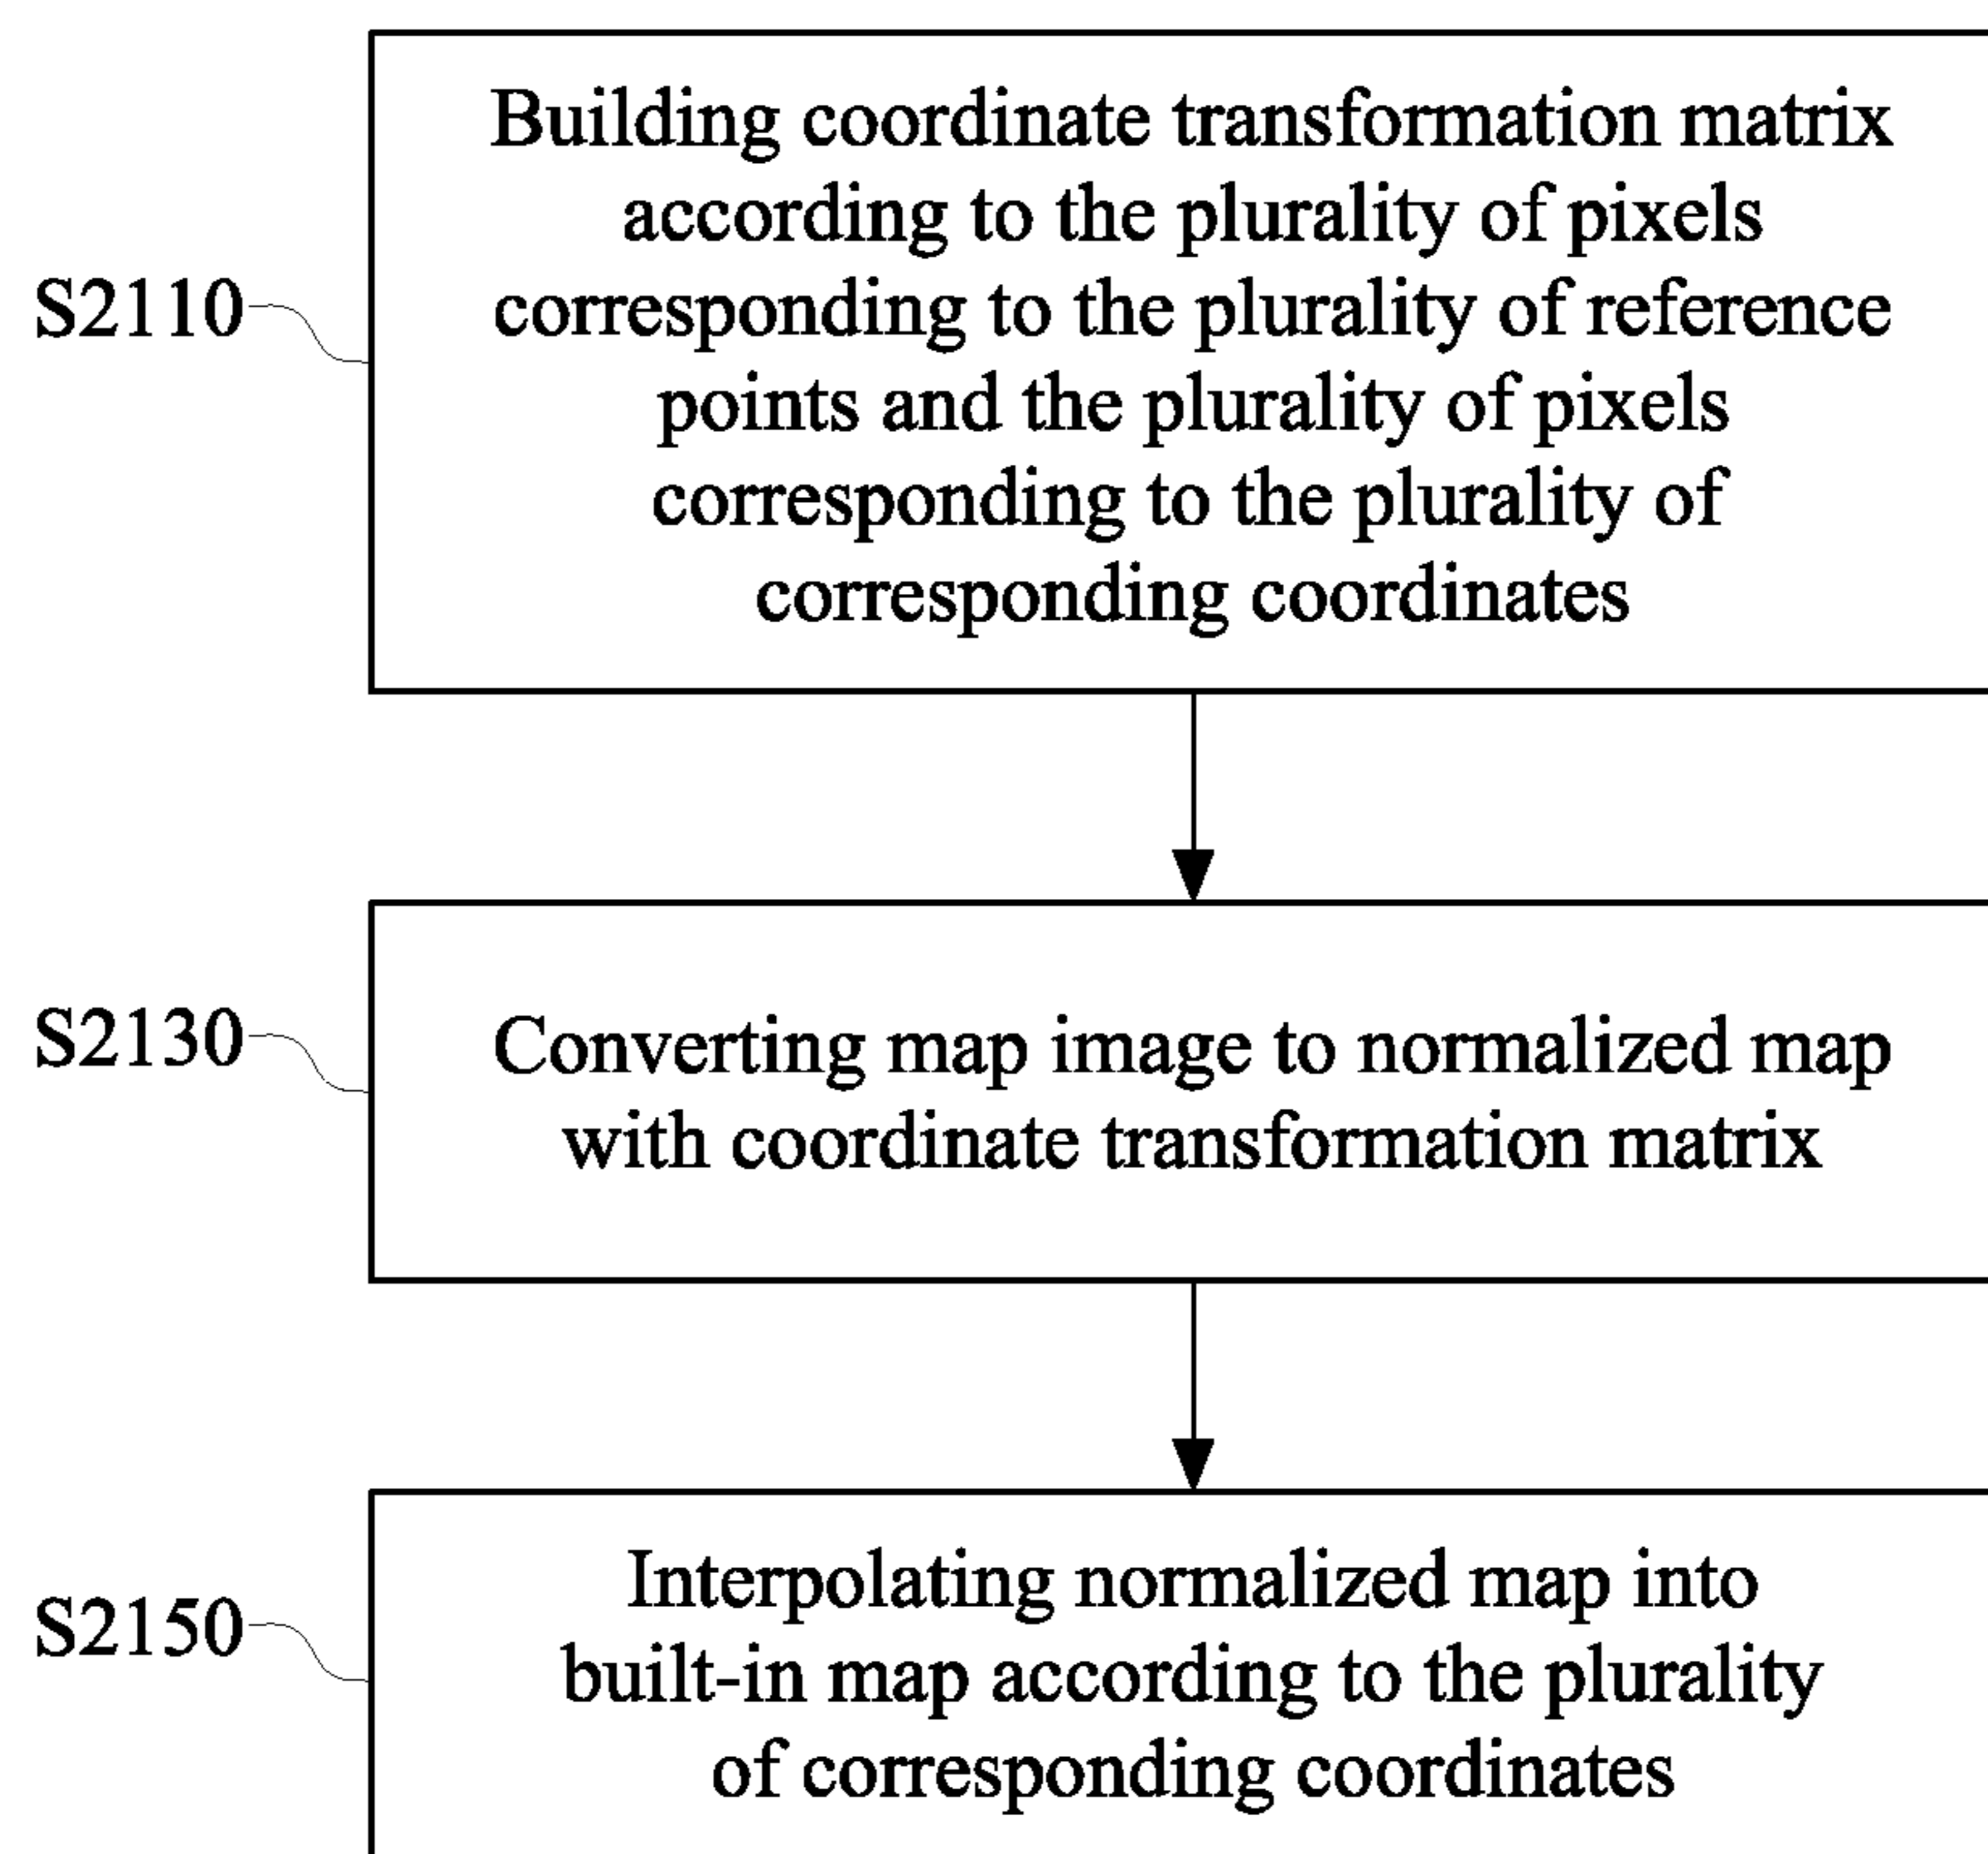 Building coordinate transformation matrix
according to the plurality of pixels
S2110
corresponding to the plurality of reference
points and the plurality of pixels
corresponding to the plurality of
corresponding coordinates
S2130
Converting map image to normalized map
with coordinate transformation matrix
Interpolating normalized map into
S2150
built-in map according to the plurality
of corresponding coordinates